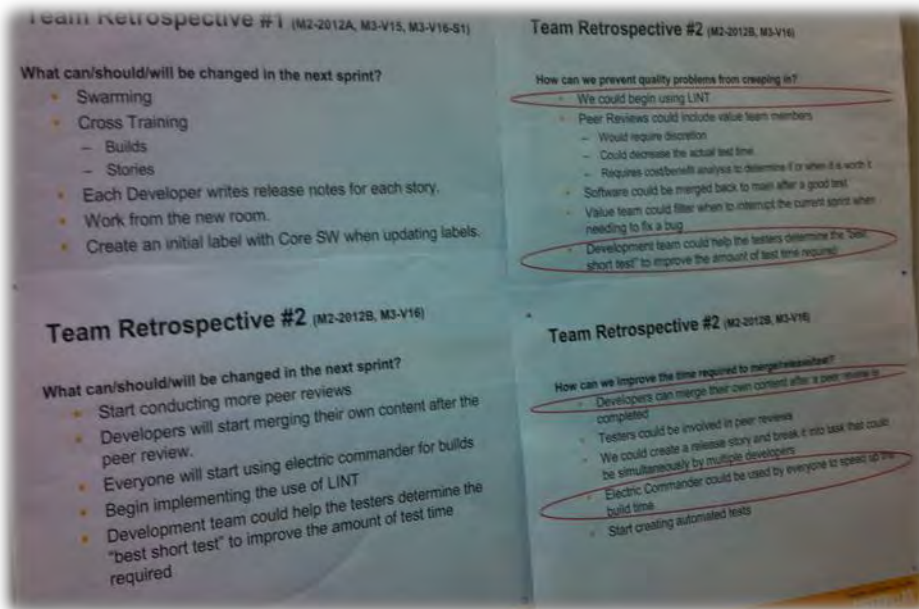 Team Retrospective #1 (M2-2012A, M3-V15, M3-V16-S1)
What can/should/will be changed in the next sprint?
• Swarming
• Cross Training
– Builds
– Stories
• Each Developer writes release notes for each story.
• Work from the new room.
• Create an initial label with Core SW when updating labels.
Team Retrospective #2 (M2-2012B, M3-V16)
How can we prevent quality problems from creeping in?
• We could begin using LINT
• Peer Reviews could include value team members
– Would require discretion
– Could decrease the actual test time
– Requires cost/benefit analysis to determine if or when it is worth it
• Software could be merged back to main after a good test
• Value team could filter when to interrupt the current sprint when
needing to fix a bug
• Development team could help the testers determine the "best
short test" to improve the amount of test time required
Team Retrospective #2 (M2-2012B, M3-V16)
What can/should/will be changed in the next sprint?
• Start conducting more peer reviews
• Developers will start merging their own content after the
peer review.
• Everyone will start using electric commander for builds
• Begin implementing the use of LINT
• Development team could help the testers determine the
"best short test" to improve the amount of test time
required
Team Retrospective #2 (M2-2012B, M3-V16)
How can we improve the time required to merge/release/test?
• Developers can merge their own content after a peer review is
completed
• Testers could be involved in peer reviews
• We could create a release story and break it into task that could
be simultaneously by multiple developers
• Electric Commander could be used by everyone to speed up the
build time
• Start creating automated tests